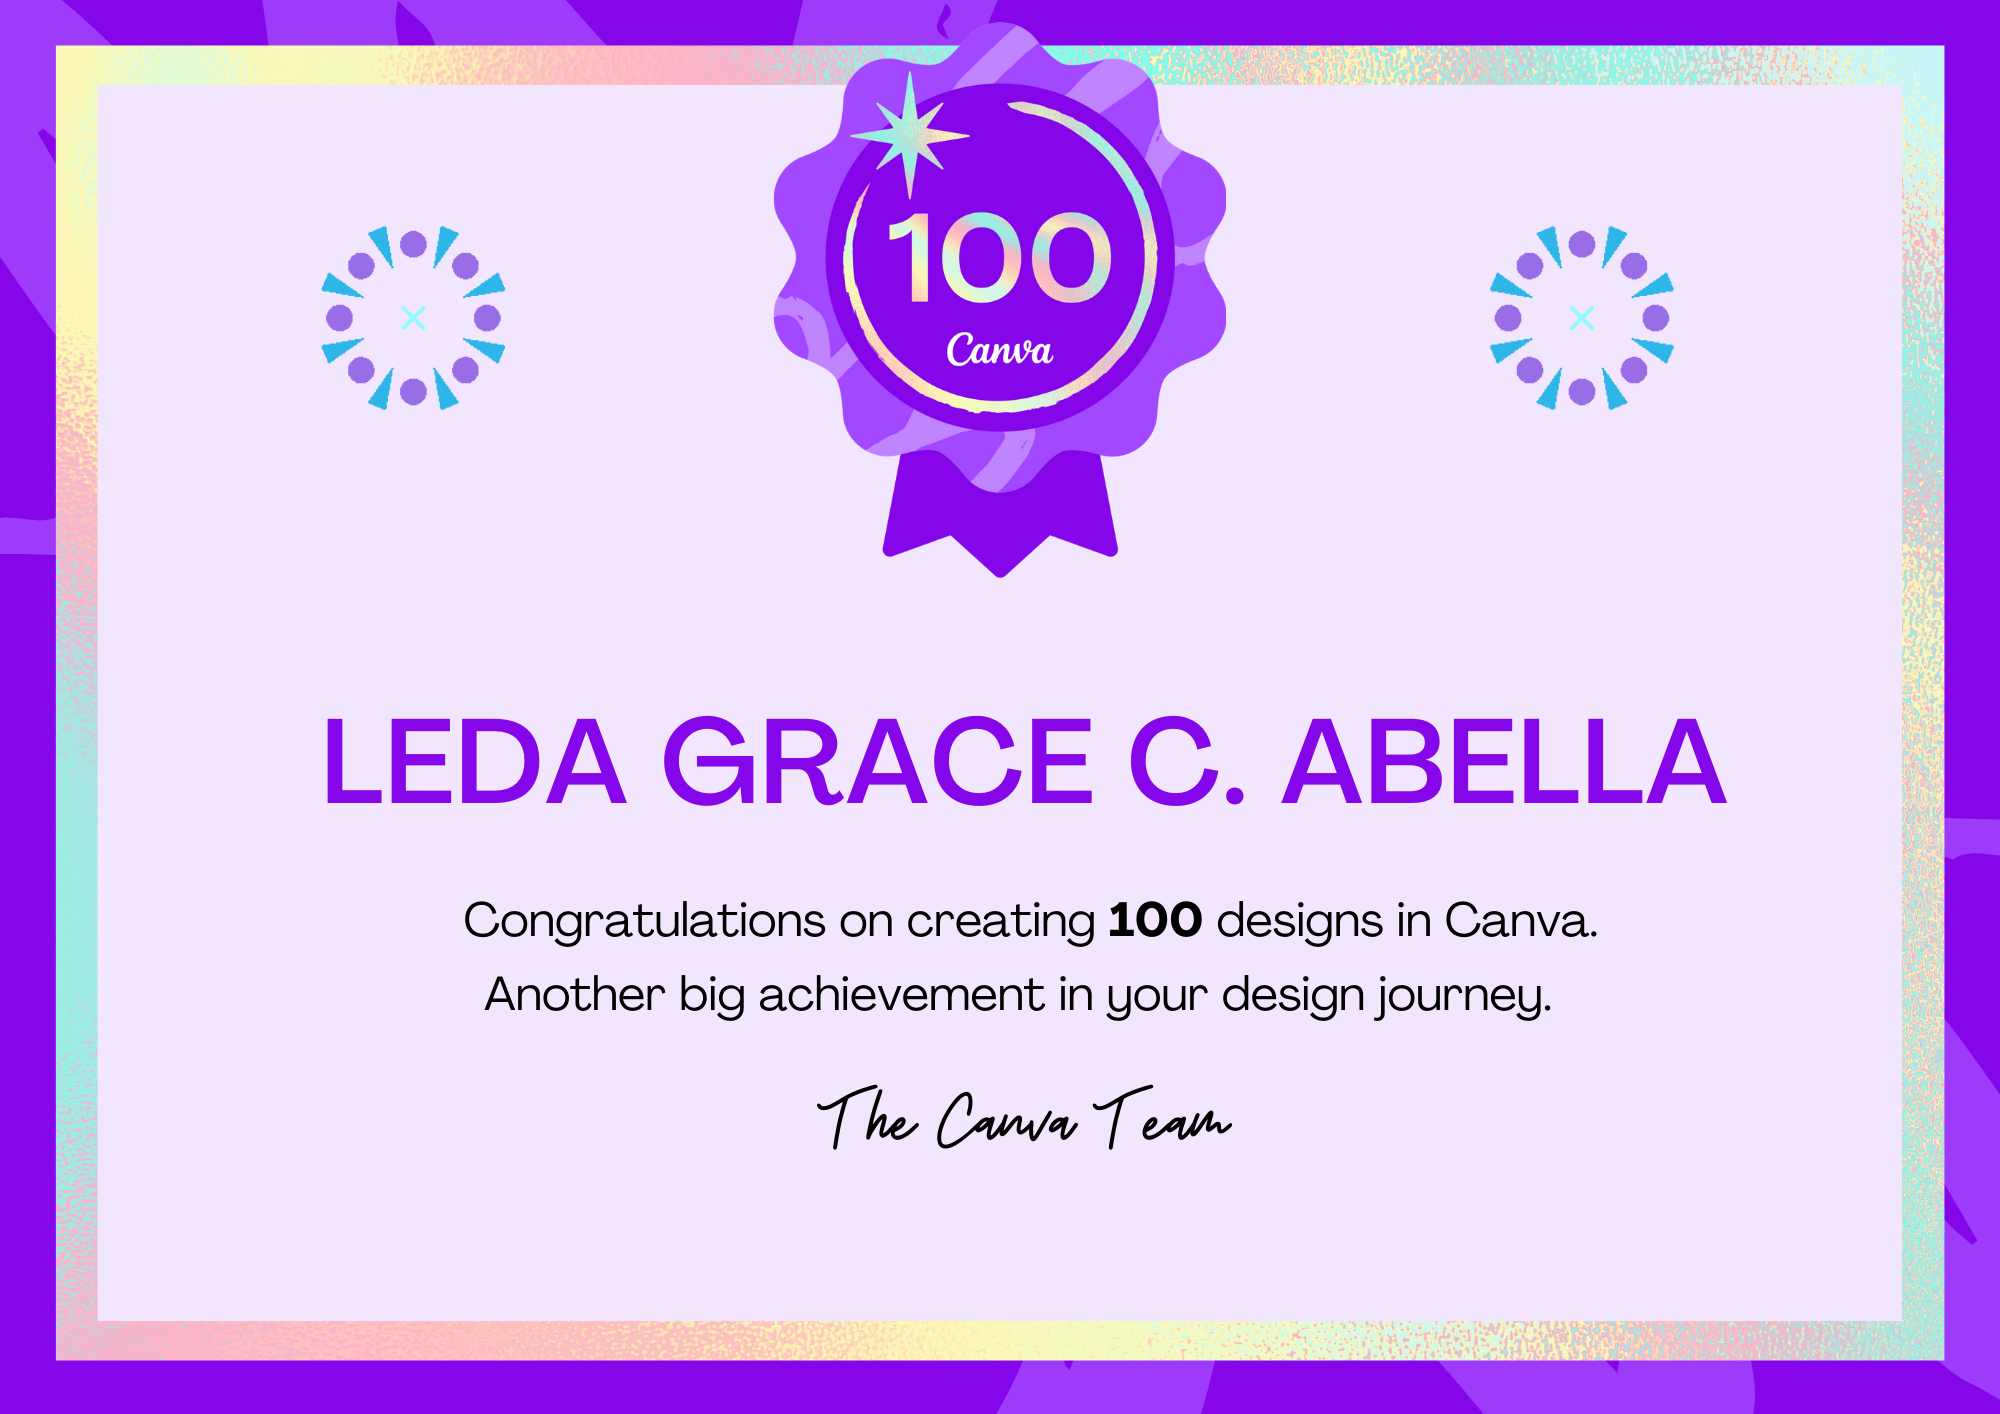 100
Canva
LEDA GRACE C. ABELLA
Congratulations on creating 100 designs in Canva.
Another big achievement in your design journey.
The Canva Team